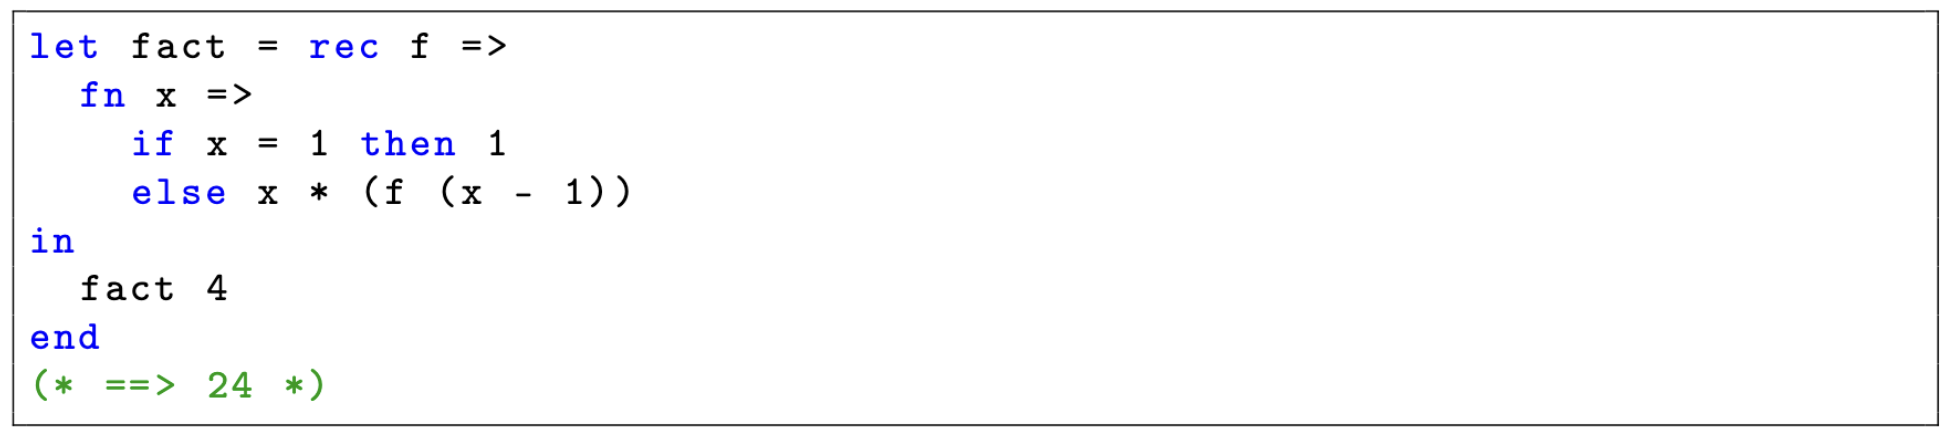 let fact = rec f =>
  fn x =>
    if x = 1 then 1
    else x * (f (x - 1))
in
  fact 4
end
(* ==> 24 *)